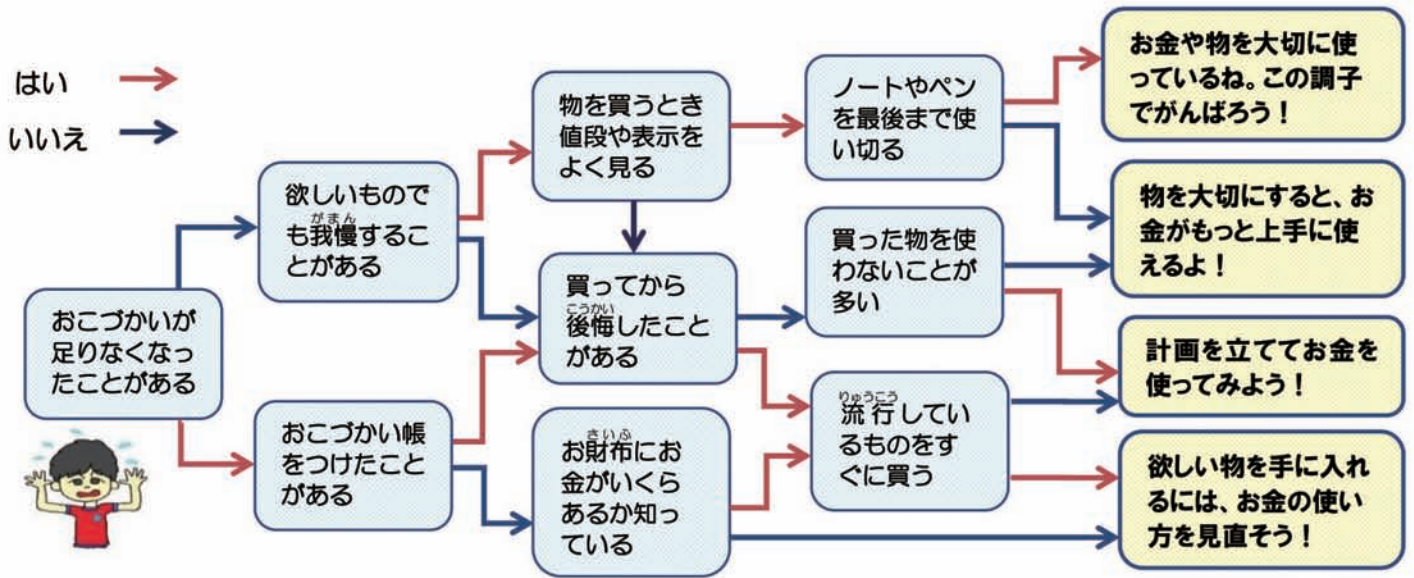 はい
いいえ
おこづかいが
足りなくなっ
たことがある
欲しいもので
も我慢するこ
とがある
がまん
おこづかい帳
をつけたこと
がある
物を買うとき
値段や表示を
よく見る
買ってから
こうかい
後悔したこと
がある
さいふ
お財布にお
金がいくら
あるか知っ
ている
ノートやペン
を最後まで使
い切る
買った物を使
わないことが
多い
りゅうこう
流行してい
るものをす
ぐに買う
お金や物を大切に使
っているね。この調子
でがんばろう！
物を大切にすると、お
金がもっと上手に使
えるよ！
計画を立ててお金を
使ってみよう！
欲しい物を手に入れ
るには、お金の使い
方を見直そう！